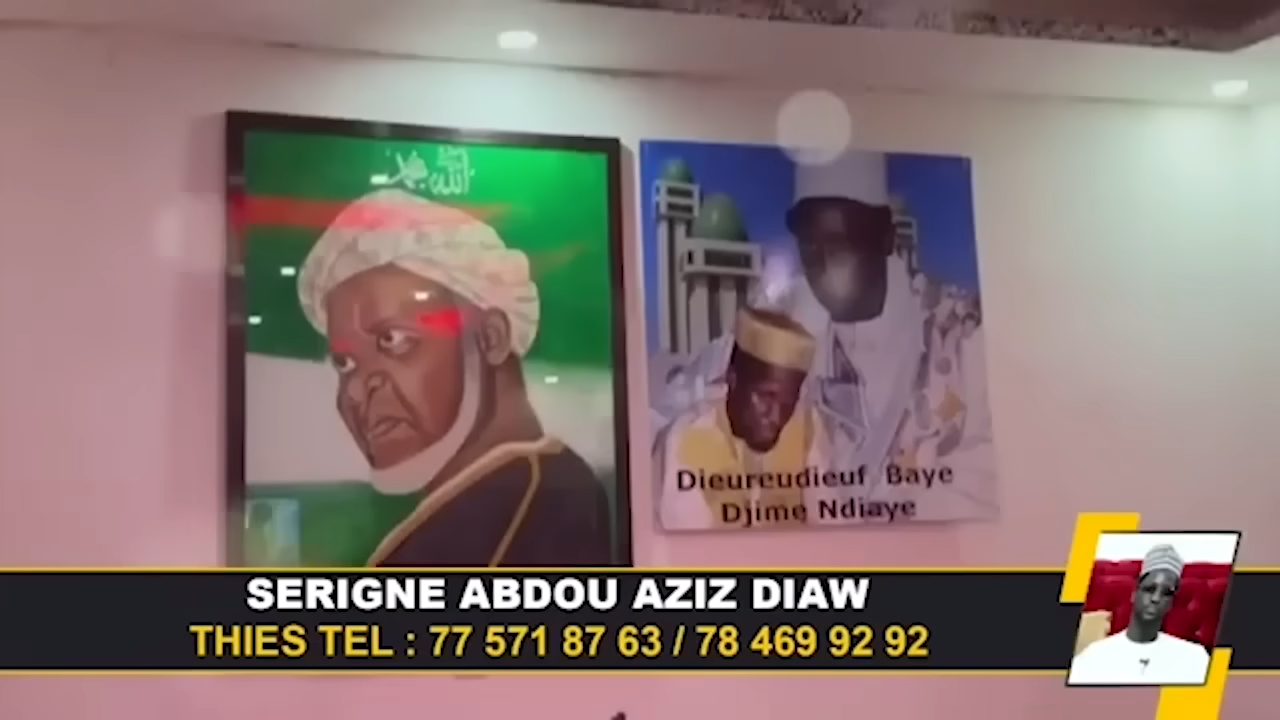 الله محمد
Dieureudieuf Baye
Djime Ndiaye
SERIGNE ABDOU AZIZ DIAW
THIES TEL : 77 571 87 63 / 78 469 92 92